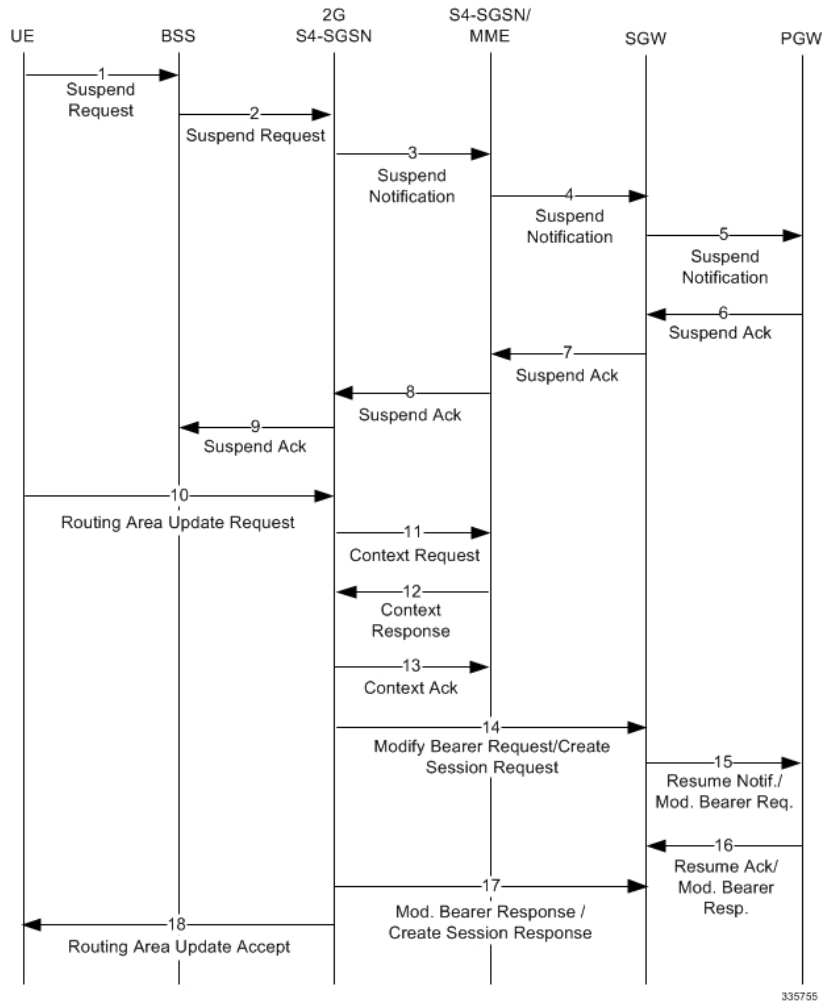 2G
S4-SGSN/
UE
BSS
S4-SGSN
MME
SGW
PGW
1
Suspend
Request
2
Suspend Request
3
Suspend
Notification
4
Suspend
Notification
5
Suspend
Notification
6
Suspend Ack
7
Suspend Ack
8
Suspend Ack
9
Suspend Ack
10
Routing Area Update Request
11
Context Request
12
Context
Response
13
Context Ack
14
Modify Bearer Request/Create
Session Request
15
Resume Notif./
Mod. Bearer Req.
16
Resume Ack/
Mod. Bearer
Resp.
17
Mod. Bearer Response /
Create Session Response
18
Routing Area Update Accept
335755